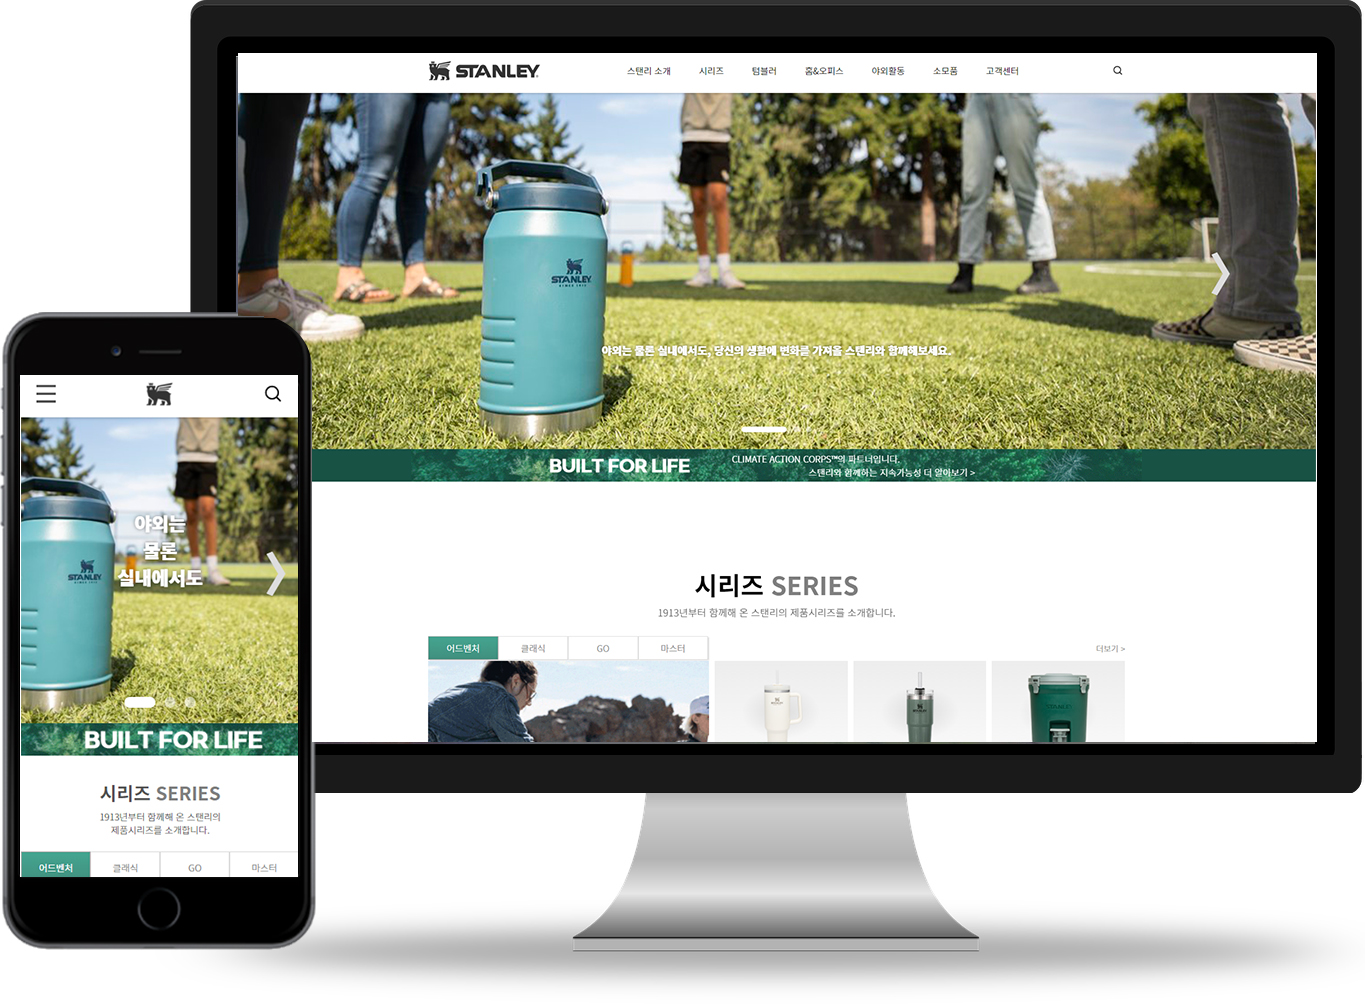 STANLEY
스탠리 소개
시리즈
텀블러
홈&오피스
야외활동
소모품
고객센터
STANLEY
SINCE 1913
야외는 물론 실내에서도, 당신의 생활에 변화를 가져올 스탠리와 함께해보세요.
BUILT FOR LIFE
CLIMATE ACTION CORPS™의 파트너입니다.
스탠리와 함께하는 지속가능성 더 알아보기 >
시리즈 SERIES
1913년부터 함께해 온 스탠리의 제품시리즈를 소개합니다.
어드벤처
클래식
GO
마스터
더보기 >
STANLEY
야외는
물론
실내에서도
STANLEY
BUILT FOR LIFE
시리즈 SERIES
1913년부터 함께해 온 스탠리의
제품시리즈를 소개합니다.
어드벤처
클래식
GO
마스터